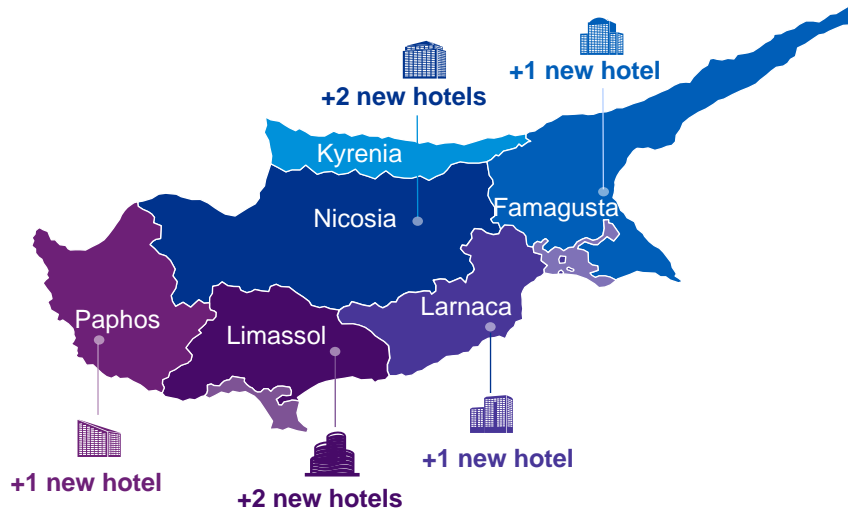 +1 new hotel
+2 new hotels
Kyrenia
Famagusta
Nicosia
Larnaca
Paphos
Limassol
+1 new hotel
+1 new hotel
+2 new hotels